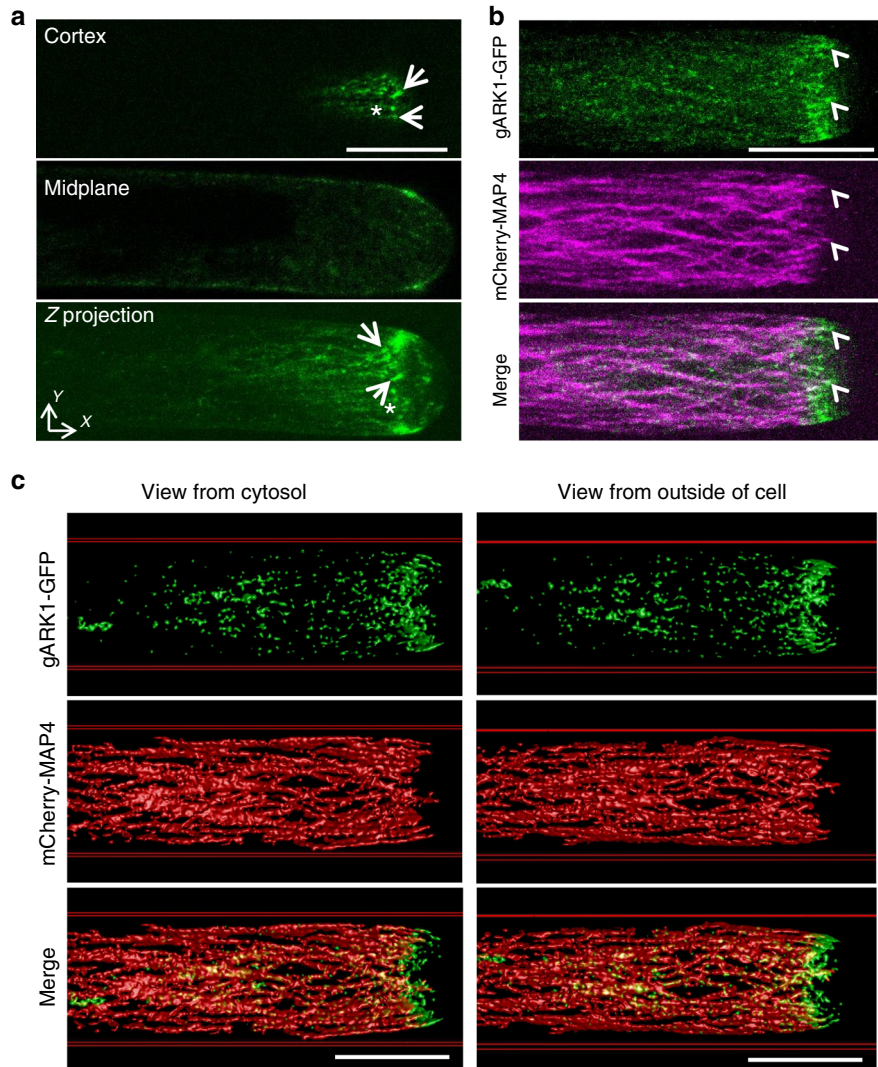 a
Cortex
*
Midplane
Z projection
*
Y
X
b
gARK1-GFP
mCherry-MAP4
Merge
c
View from cytosol
View from outside of cell
gARK1-GFP
mCherry-MAP4
Merge